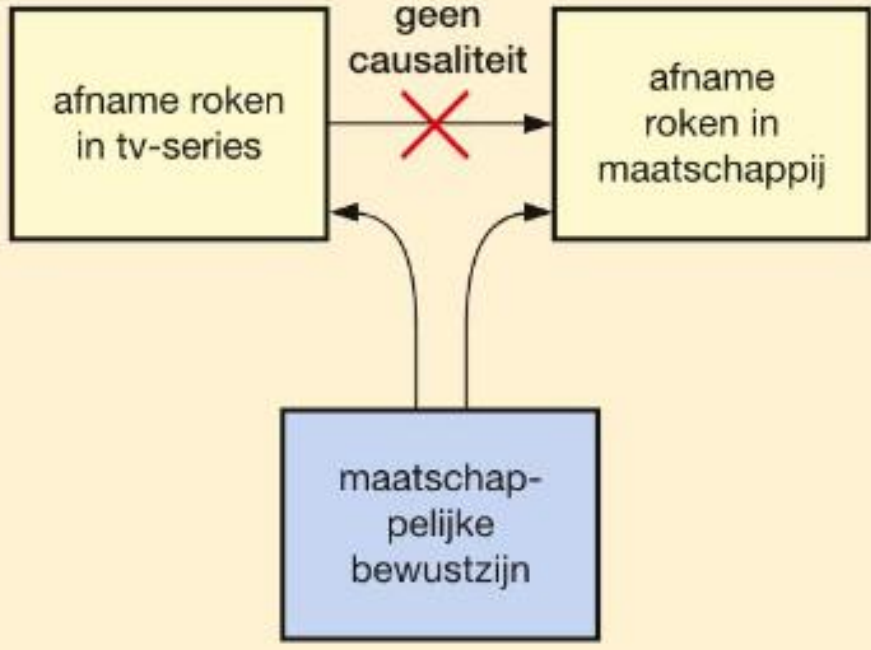 geen
causaliteit
afname roken
in tv-series
afname
roken in
maatschappij
maatschap-
pelijke
bewustzijn